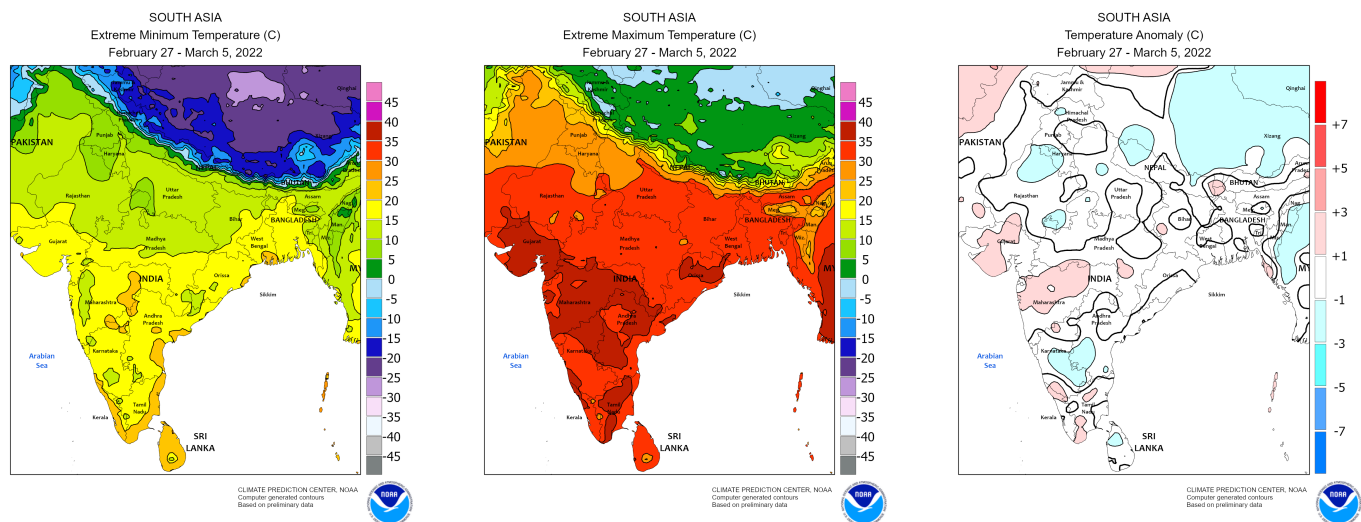 SOUTH ASIA
Extreme Minimum Temperature (C)
February 27 - March 5, 2022
Qinghai
Xizang
PAKISTAN
Punjab
Haryana
NEPAL
BHUTAN
Rajasthan
Uttar
Pradesh
Assam
Bihar
BANGLADESH
Gujarat
Madhya
Pradesh
West
Bengal
INDIA
Orissa
Sikkim
Maharashtra
Andhra
Pradesh
Karnataka
Arabian
Sea
Kerala
Tamil
Nadu
SRI
LANKA
45
40
35
30
25
20
15
10
5
0
-5
-10
-15
-20
-25
-30
-35
-40
-45
CLIMATE PREDICTION CENTER, NOAA
Computer generated contours
Based on preliminary data
NOAA
SOUTH ASIA
Extreme Maximum Temperature (C)
February 27 - March 5, 2022
Qinghai
Xizang
PAKISTAN
Punjab
Haryana
NEPAL
BHUTAN
Rajasthan
Uttar
Pradesh
Assam
Bihar
BANGLADESH
Gujarat
Madhya
Pradesh
West
Bengal
INDIA
Orissa
Sikkim
Maharashtra
Andhra
Pradesh
Karnataka
Arabian
Sea
Kerala
Tamil
Nadu
SRI
LANKA
45
40
35
30
25
20
15
10
5
0
-5
-10
-15
-20
-25
-30
-35
-40
-45
CLIMATE PREDICTION CENTER, NOAA
Computer generated contours
Based on preliminary data
NOAA
SOUTH ASIA
Temperature Anomaly (C)
February 27 - March 5, 2022
Jammu &
Kashmir
Qinghai
Himachal
Pradesh
Xizang
PAKISTAN
Punjab
Haryana
NEPAL
BHUTAN
Rajasthan
Uttar
Pradesh
Assam
Bihar
BANGLADESH
Gujarat
Madhya
Pradesh
West
Bengal
INDIA
Orissa
Sikkim
Maharashtra
Andhra
Pradesh
Karnataka
Arabian
Sea
Kerala
Tamil
Nadu
SRI
LANKA
+7
+5
+3
+1
-1
-3
-5
-7
CLIMATE PREDICTION CENTER, NOAA
Computer generated contours
Based on preliminary data
NOAA